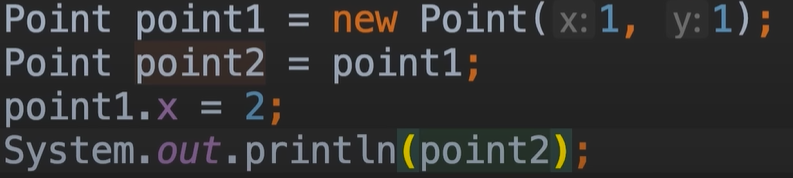 Point point1 = new Point( x: 1, y: 1);
Point point2 = point1;
point1.x = 2;
System.out.println(point2);